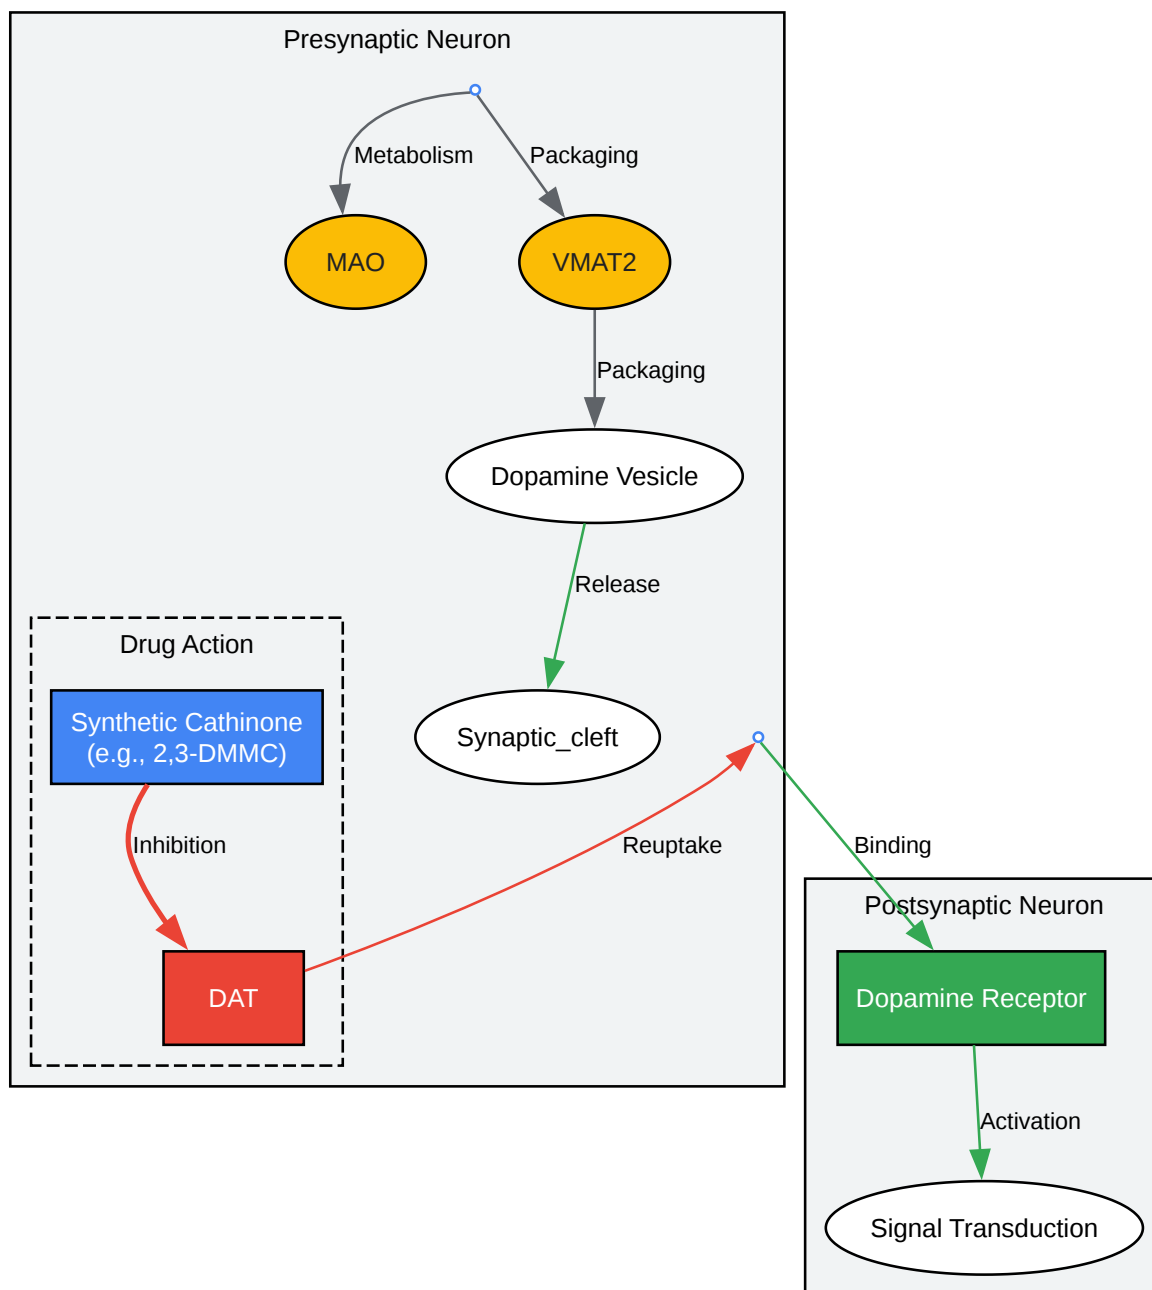 Presynaptic Neuron
Metabolism
Packaging
MAO
VMAT2
Packaging
Dopamine Vesicle
Release
Drug Action
Synthetic Cathinone
(e.g., 2,3-DMMC)
Synaptic_cleft
Inhibition
Reuptake
Binding
Postsynaptic Neuron
DAT
Dopamine Receptor
Activation
Signal Transduction